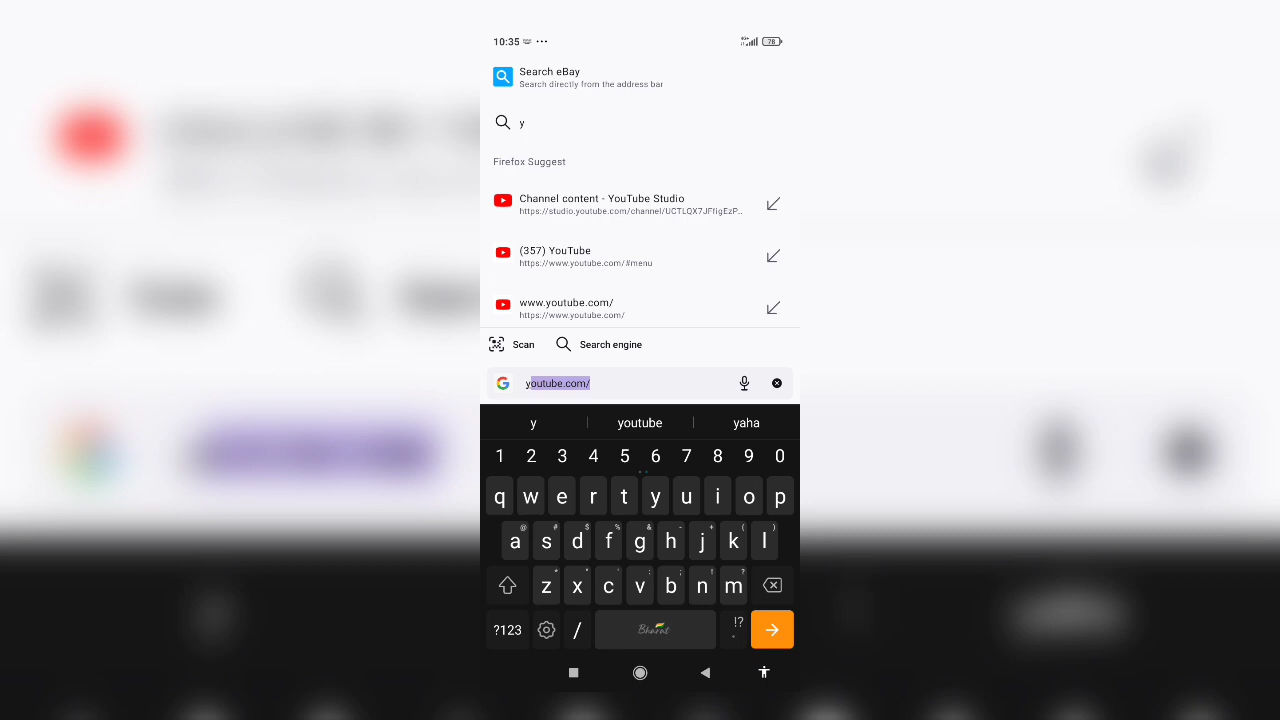 10:35
78
Search eBay
Search directly from the address bar
y
Firefox Suggest
Channel content - YouTube Studio
https://studio.youtube.com/channel/UCTLQX7JFfigEzP..
(357) YouTube
https://www.youtube.com/#menu
www.youtube.com/
https://www.youtube.com/
Scan Search engine
youtube.com/
y youtube yaha
1 2 3 4 5 6 7 8 9 0
q w e r t y u i o p
@ # $ % & - + ( )
a s d f g h j k l
* " ' : ; ! ?
z x c v b n m
?123 / Bharat !? .